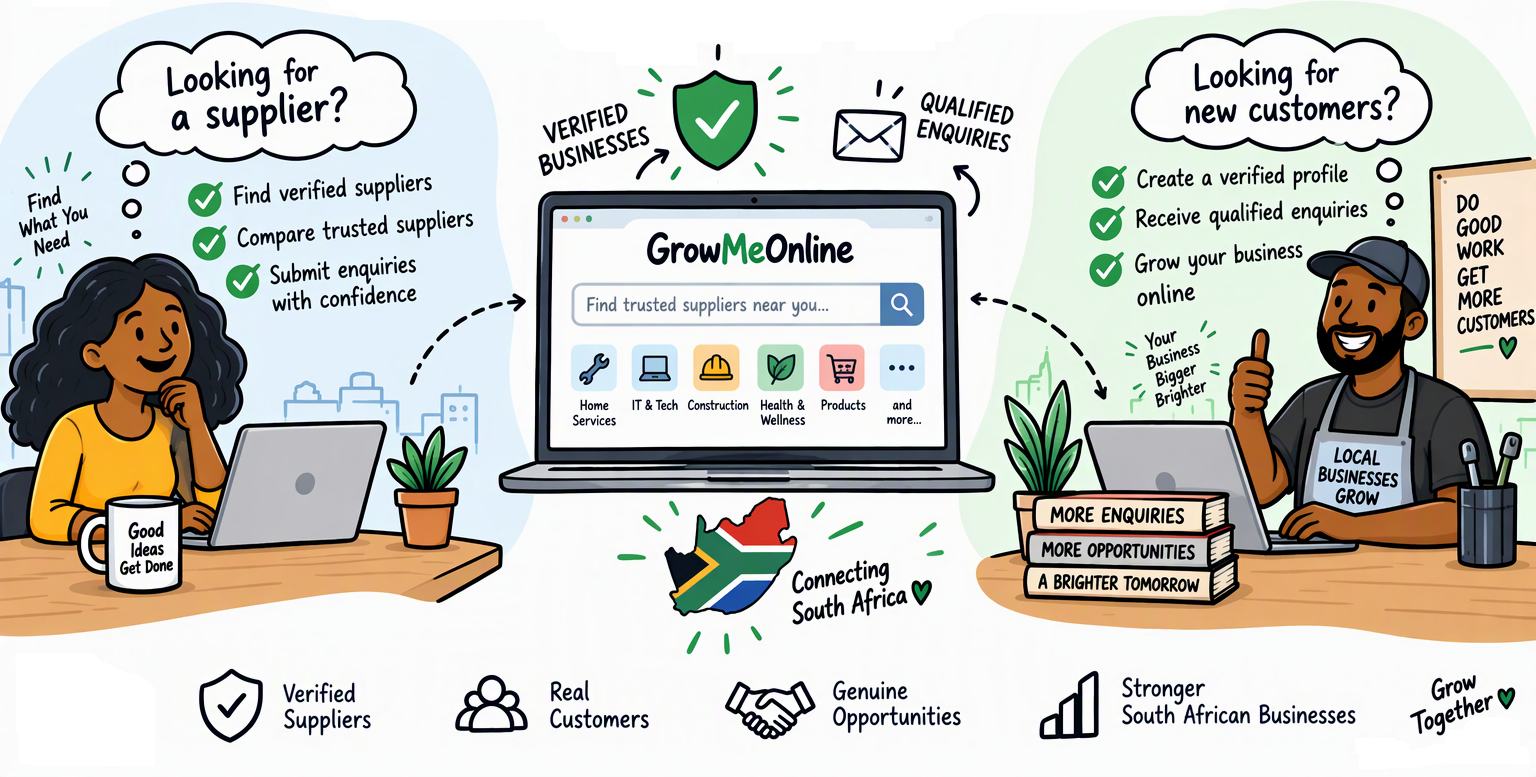 Looking for
a supplier?
Find
What You
Need
Find verified suppliers
Compare trusted suppliers
Submit enquiries
with confidence
Good
Ideas
Get Done
VERIFIED
BUSINESSES
QUALIFIED
ENQUIRIES
GrowMeOnline
Find trusted suppliers near you...
Home
Services
IT & Tech
Construction
Health &
Wellness
Products
and
more...
Connecting
South Africa
Looking for
new customers?
Create a verified profile
Receive qualified enquiries
Grow your business
online
Your
Business
Bigger
Brighter
DO
GOOD
WORK
GET
MORE
CUSTOMERS
LOCAL
BUSINESSES
GROW
MORE ENQUIRIES
MORE OPPORTUNITIES
A BRIGHTER TOMORROW
Verified
Suppliers
Real
Customers
Genuine
Opportunities
Stronger
South African Businesses
Grow
Together